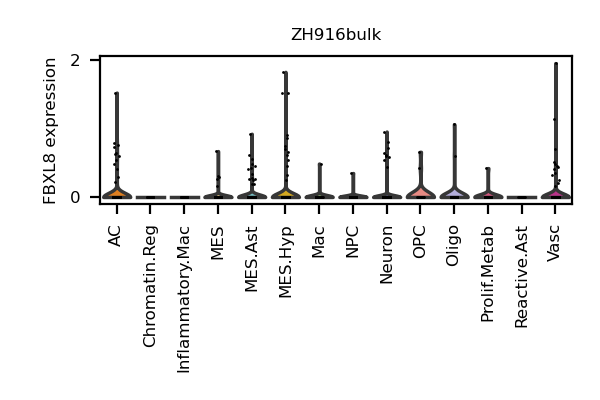 ZH916bulk
FBXL8 expression
2
0
AC
Chromatin.Reg
Inflammatory.Mac
MES
MES.Ast
MES.Hyp
Mac
NPC
Neuron
OPC
Oligo
Prolif.Metab
Reactive.Ast
Vasc